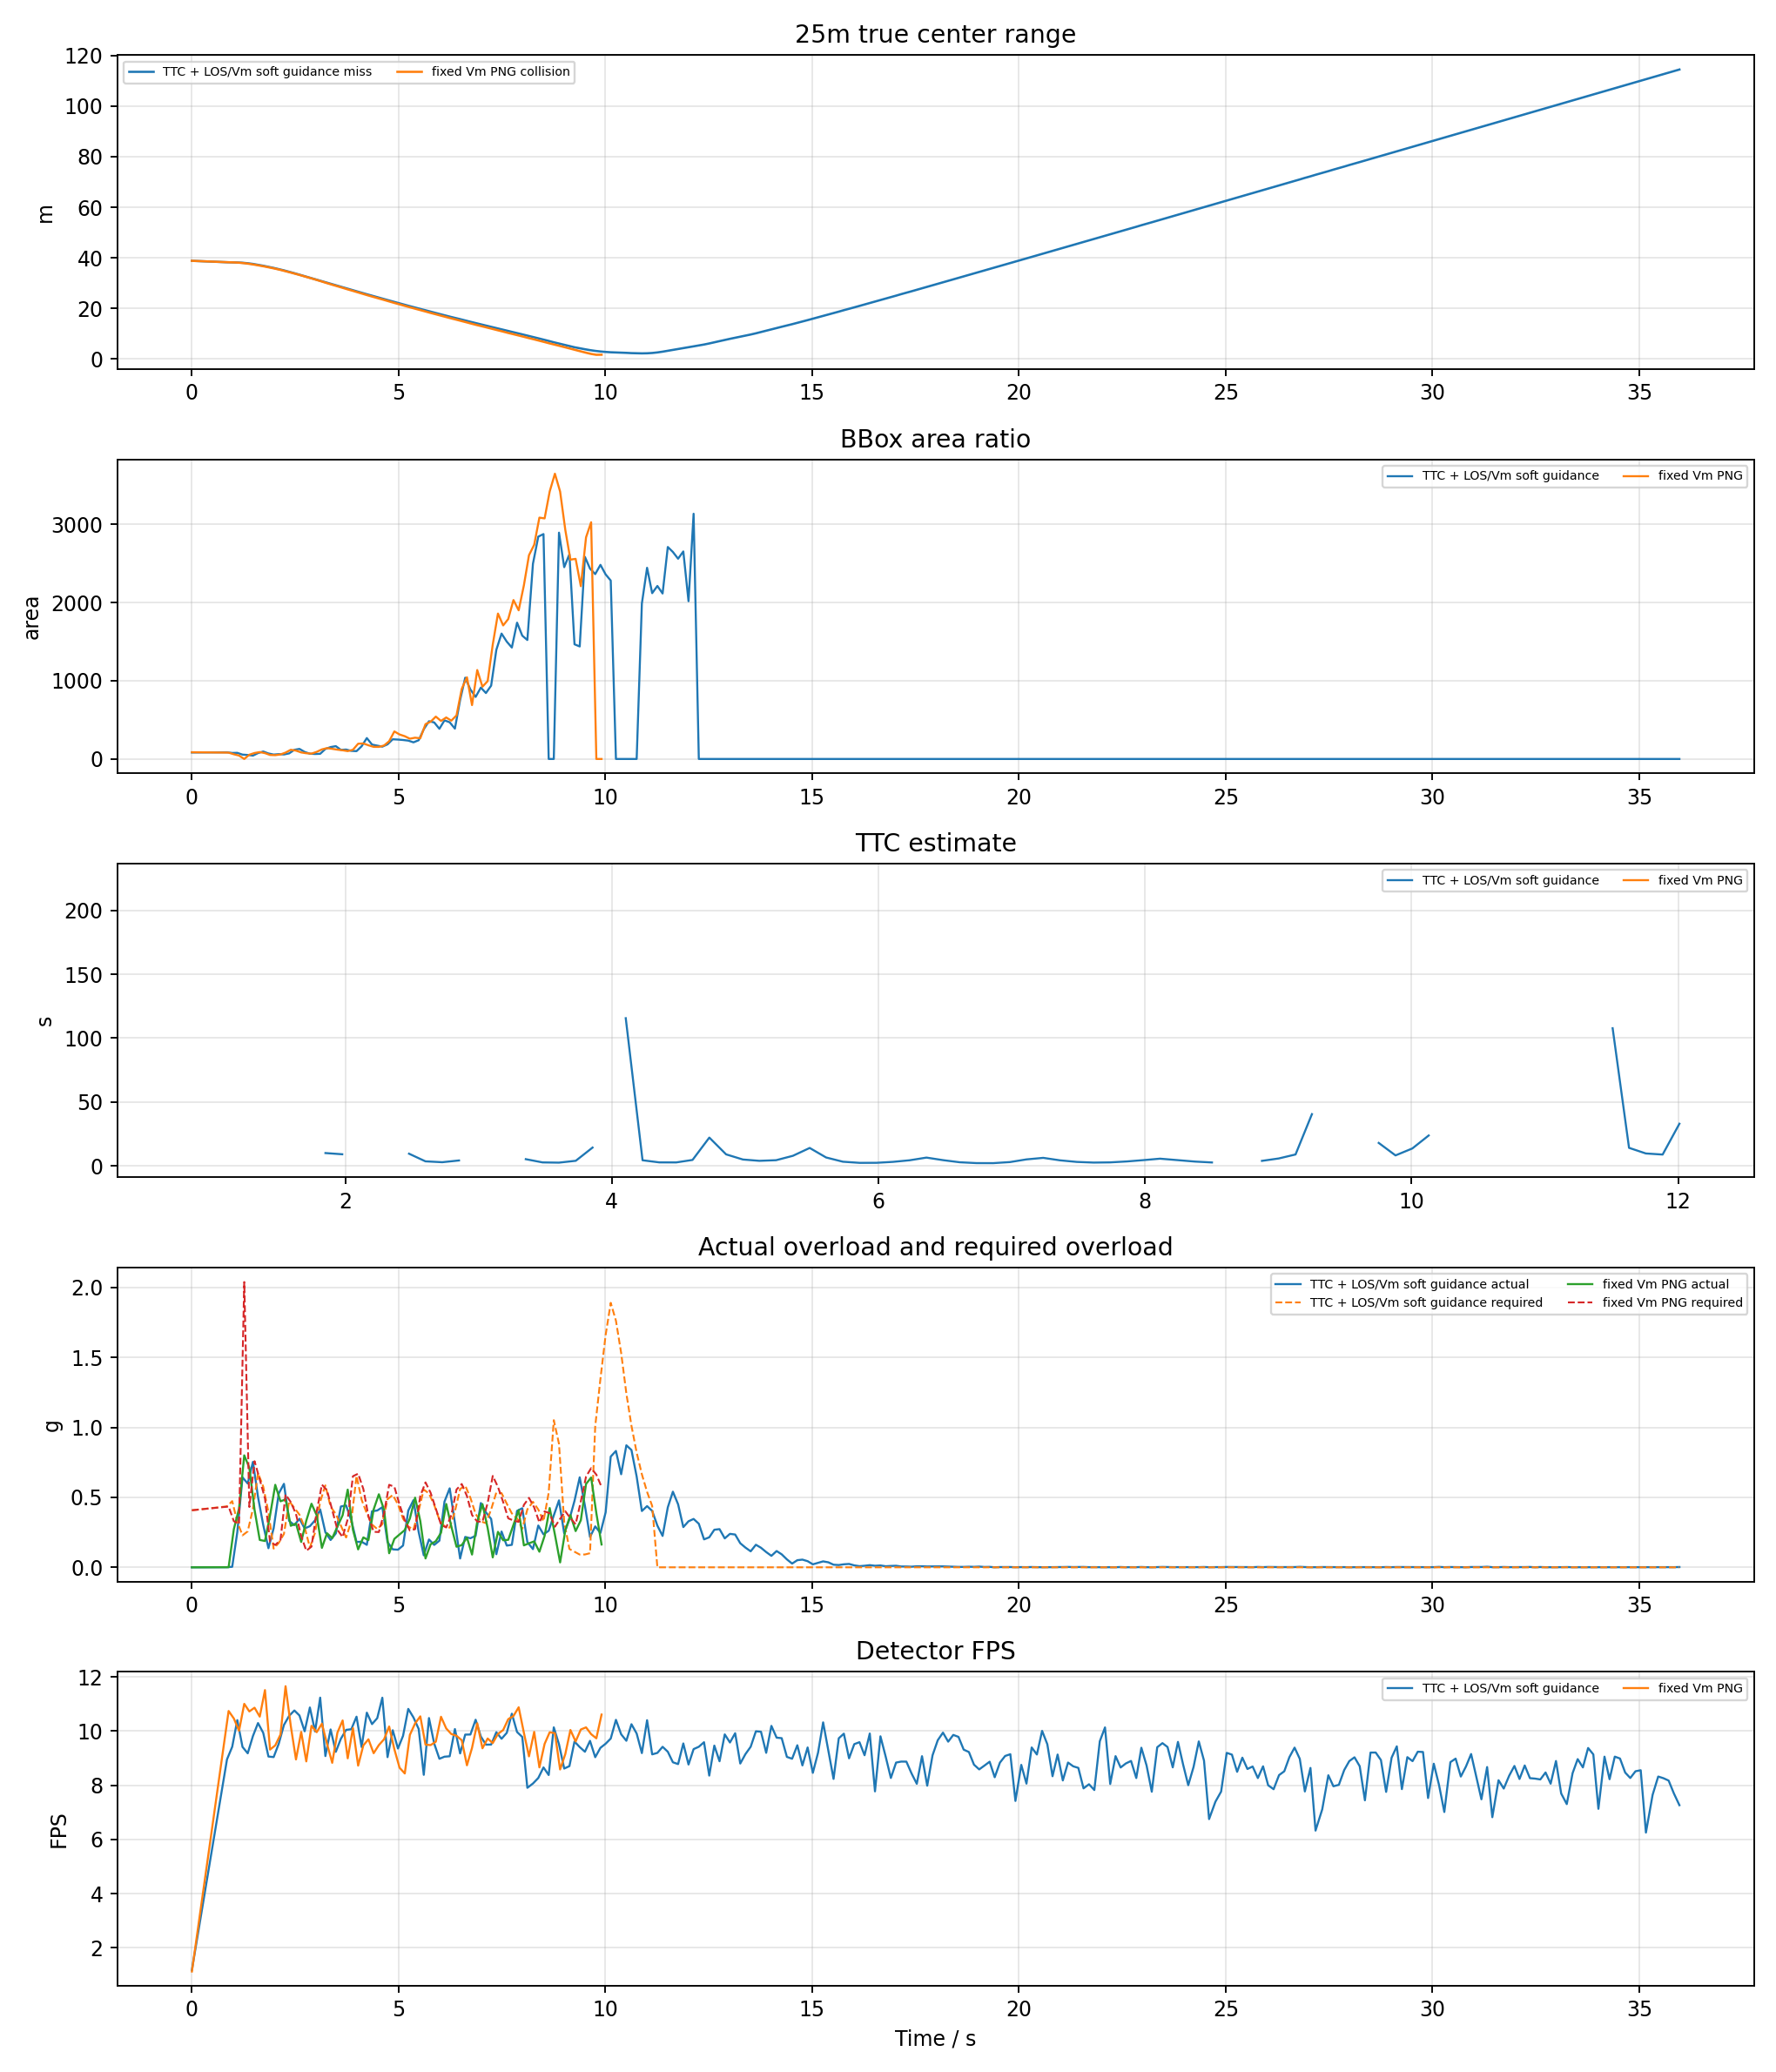 25m true center range
TTC + LOS/Vm soft guidance miss fixed Vm PNG collision
120
100
80
60
40
20
0
m
0 5 10 15 20 25 30 35
BBox area ratio
TTC + LOS/Vm soft guidance fixed Vm PNG
3000
2000
1000
0
area
0 5 10 15 20 25 30 35
TTC estimate
TTC + LOS/Vm soft guidance fixed Vm PNG
200
150
100
50
0
s
2 4 6 8 10 12
Actual overload and required overload
TTC + LOS/Vm soft guidance actual fixed Vm PNG actual
TTC + LOS/Vm soft guidance required fixed Vm PNG required
2.0
1.5
1.0
0.5
0.0
g
0 5 10 15 20 25 30 35
Detector FPS
TTC + LOS/Vm soft guidance fixed Vm PNG
12
10
8
6
4
2
FPS
0 5 10 15 20 25 30 35
Time / s